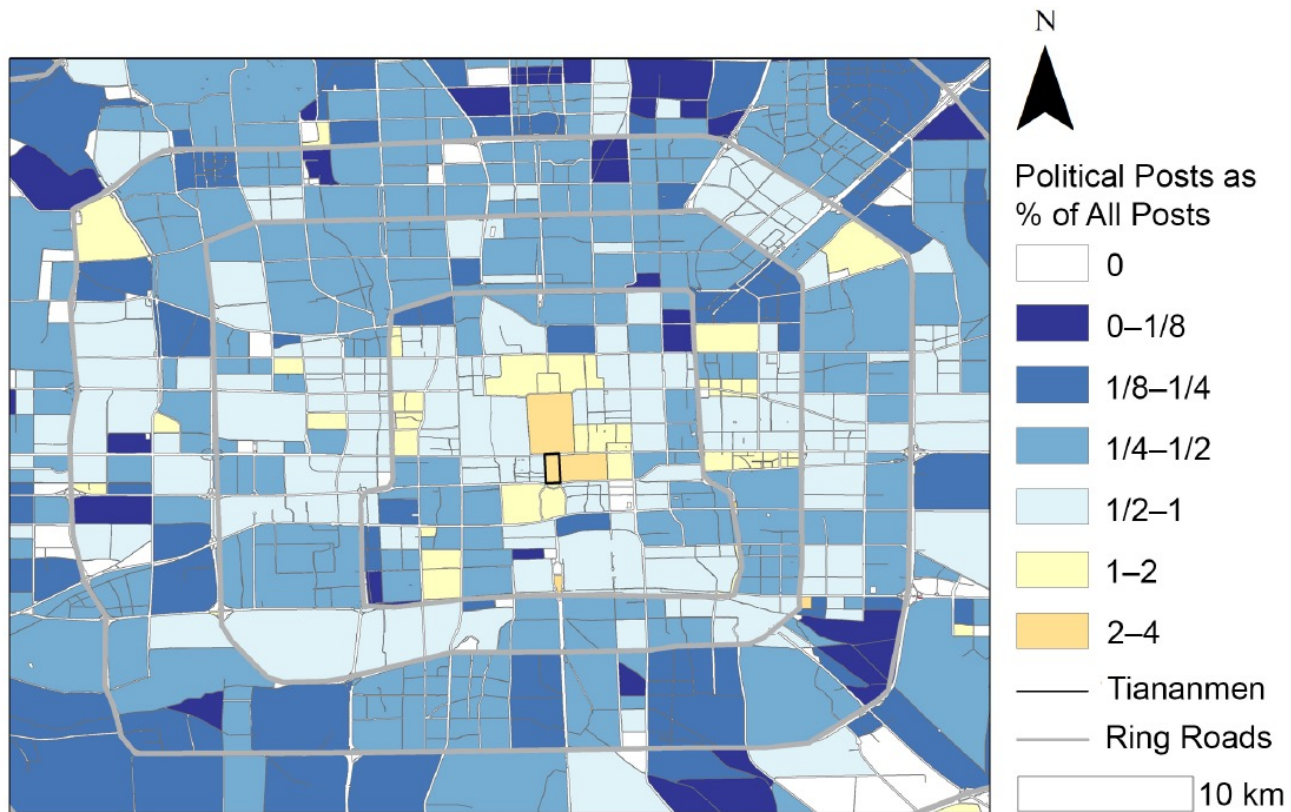 N
Political Posts as
% of All Posts
0
0–1/8
1/8–1/4
1/4–1/2
1/2–1
1–2
2–4
Tiananmen
Ring Roads
10 km